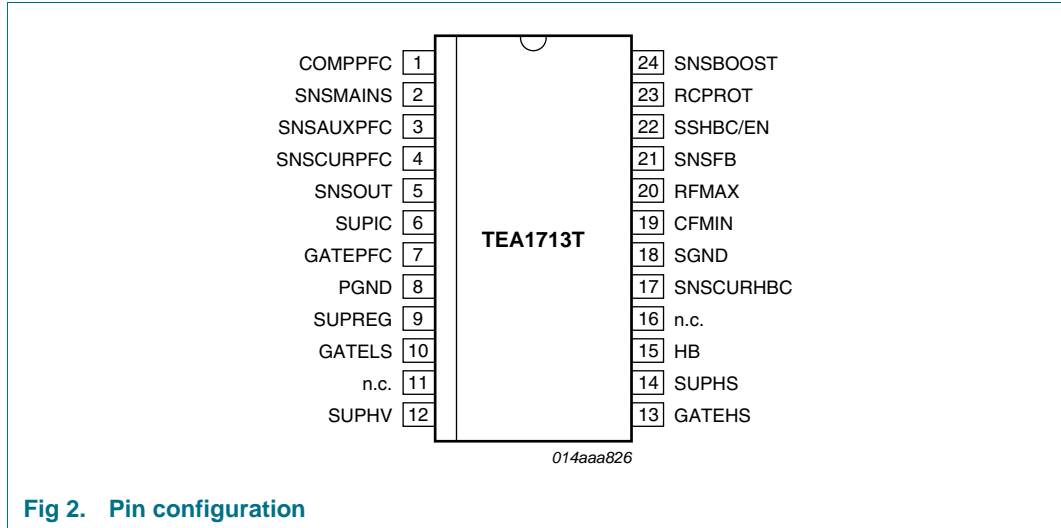 COMPPFC 1
SNSMAINS 2
SNSAUXPFC 3
SNSCURPFC 4
SNSOUT 5
SUPIC 6
GATEPFC 7
PGND 8
SUPREG 9
GATELS 10
n.c. 11
SUPHV 12
TEA1713T
24 SNSBOOST
23 RCPROT
22 SSHBC/EN
21 SNSFB
20 RFMAX
19 CFMIN
18 SGND
17 SNSCURHBC
16 n.c.
15 HB
14 SUPHS
13 GATEHS
014aaa826
Fig 2. Pin configuration